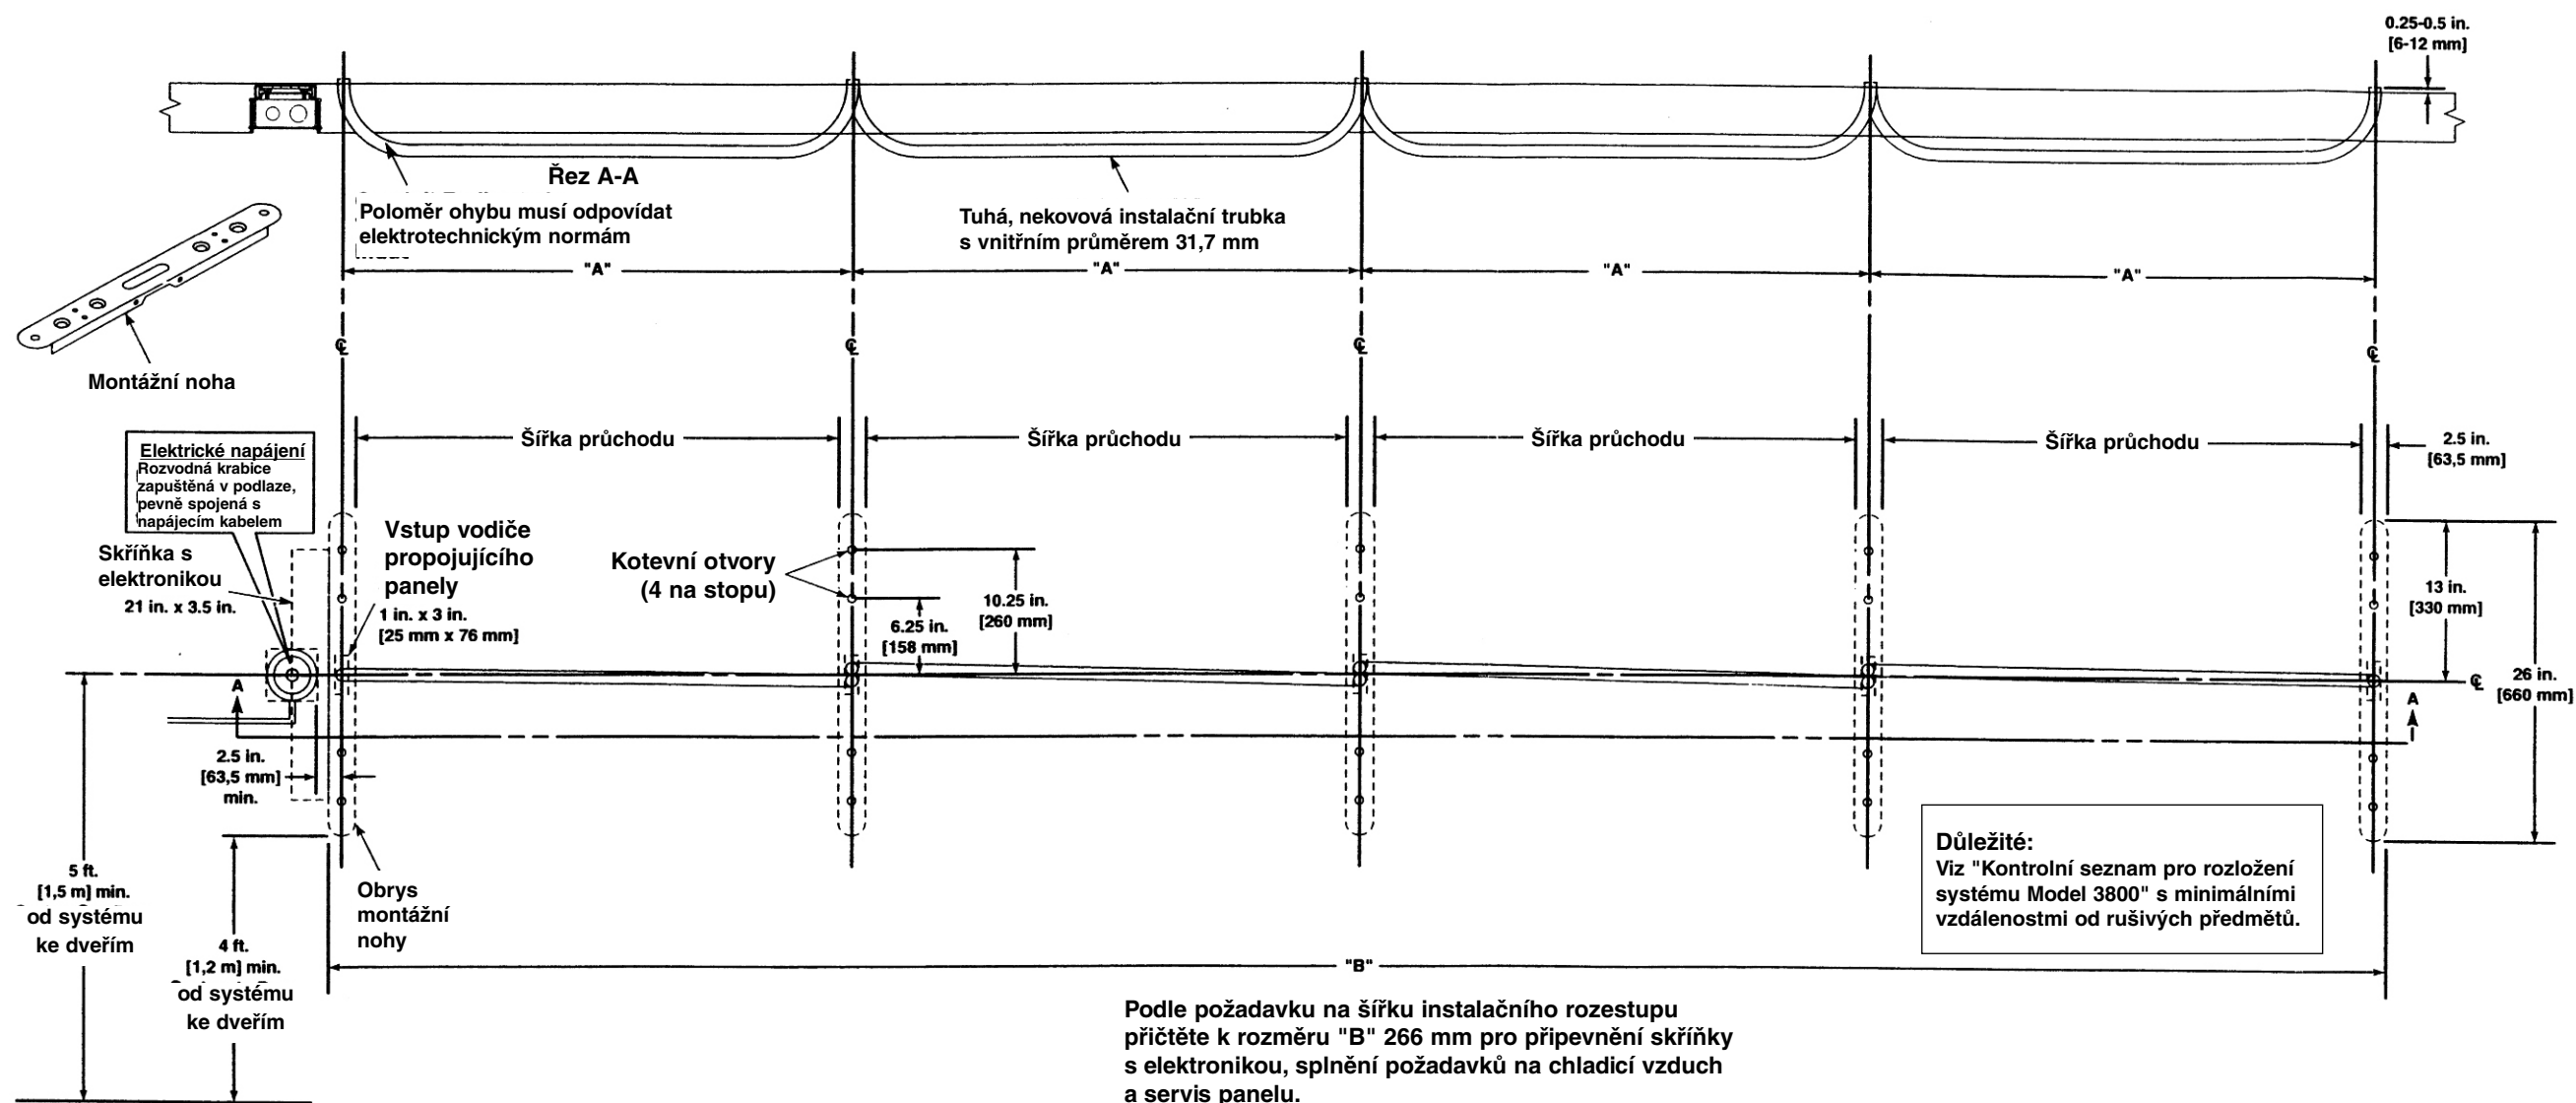 0.25-0.5 in.
[6-12 mm]
Řez A-A
Poloměr ohybu musí odpovídat
elektrotechnickým normám
Tuhá, nekovová instalační trubka
s vnitřním průměrem 31,7 mm
"A"
"A"
"A"
"A"
Montážní noha
Šířka průchodu
Šířka průchodu
Šířka průchodu
Šířka průchodu
2.5 in.
[63,5 mm]
Elektrické napájení
Rozvodná krabice
zapuštěná v podlaze,
pevně spojená s
napájecím kabelem
Skříňka s
elektronikou
21 in. x 3.5 in.
Vstup vodiče
propojujícího
panely
1 in. x 3 in.
[25 mm x 76 mm]
Kotevní otvory
(4 na stopu)
10.25 in.
[260 mm]
6.25 in.
[158 mm]
13 in.
[330 mm]
26 in.
[660 mm]
A
A
2.5 in.
[63,5 mm]
min.
5 ft.
[1,5 m] min.
od systému
ke dveřím
4 ft.
[1,2 m] min.
od systému
ke dveřím
Obrys
montážní
nohy
Důležité:
Viz "Kontrolní seznam pro rozložení
systému Model 3800" s minimálními
vzdálenostmi od rušivých předmětů.
"B"
Podle požadavku na šířku instalačního rozestupu
přičtěte k rozměru "B" 266 mm pro připevnění skříňky
s elektronikou, splnění požadavků na chladicí vzduch
a servis panelu.